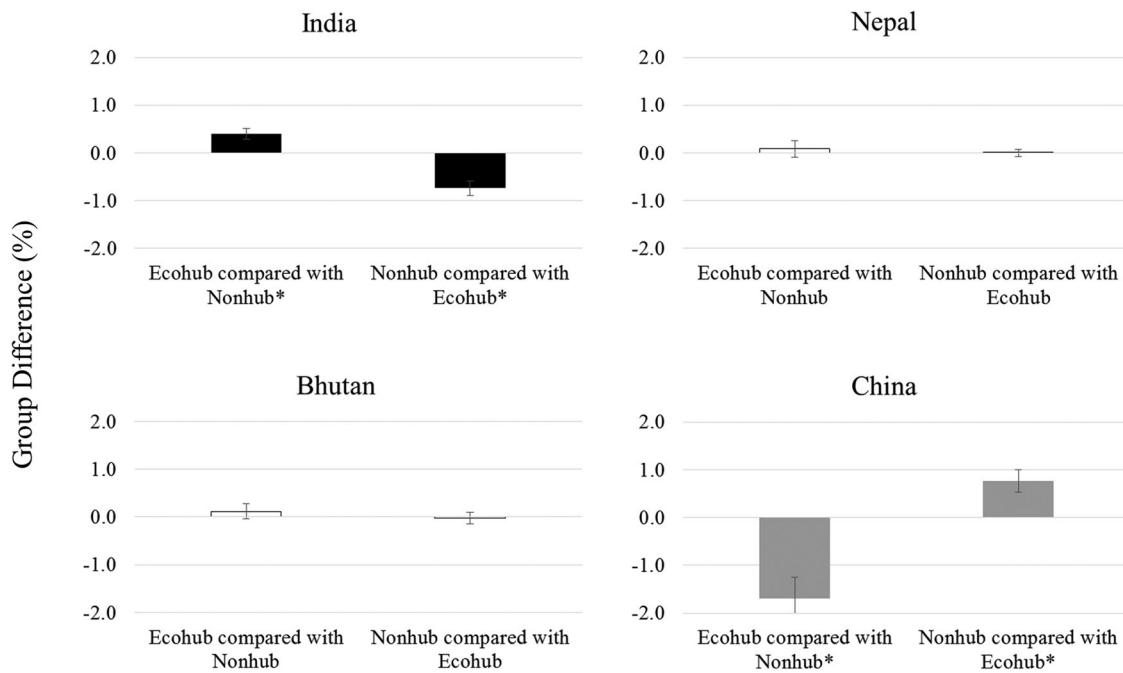 Group Difference (%)
India
2.0
1.0
0.0
-1.0
-2.0
Ecohub compared with
Nonhub*
Nonhub compared with
Ecohub*
Nepal
2.0
1.0
0.0
-1.0
-2.0
Ecohub compared with
Nonhub
Nonhub compared with
Ecohub
Bhutan
2.0
1.0
0.0
-1.0
-2.0
Ecohub compared with
Nonhub
Nonhub compared with
Ecohub
China
2.0
1.0
0.0
-1.0
-2.0
Ecohub compared with
Nonhub*
Nonhub compared with
Ecohub*